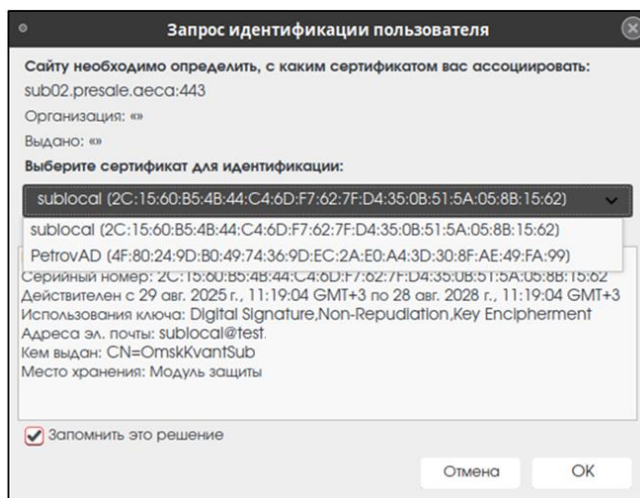 Запрос идентификации пользователя
Сайту необходимо определить, с каким сертификатом вас ассоциировать:
sub02.presale.aeca:443
Организация: «»
Выдано: «»
Выберите сертификат для идентификации:
sublocal [2C:15:60:B5:4B:44:C4:6D:F7:62:7F:D4:35:0B:51:5A:05:8B:15:62]
sublocal [2C:15:60:B5:4B:44:C4:6D:F7:62:7F:D4:35:0B:51:5A:05:8B:15:62]
PetrovAD [4F:80:24:9D:B0:49:74:36:9D:EC:2A:E0:A4:3D:30:8F:AE:49:FA:99]
Серийный номер: 2C:15:60:B5:4B:44:C4:6D:F7:62:7F:D4:35:0B:51:5A:05:8B:15:62
Действителен с 29 авг. 2025 г., 11:19:04 GMT+3 по 28 авг. 2028 г., 11:19:04 GMT+3
Использования ключа: Digital Signature,Non-Repudiation,Key Encipherment
Адреса эл. почты: sublocal@test.
Кем выдан: CN=OmskKvantSub
Место хранения: Модуль защиты
Запомнить это решение
Отмена
OK